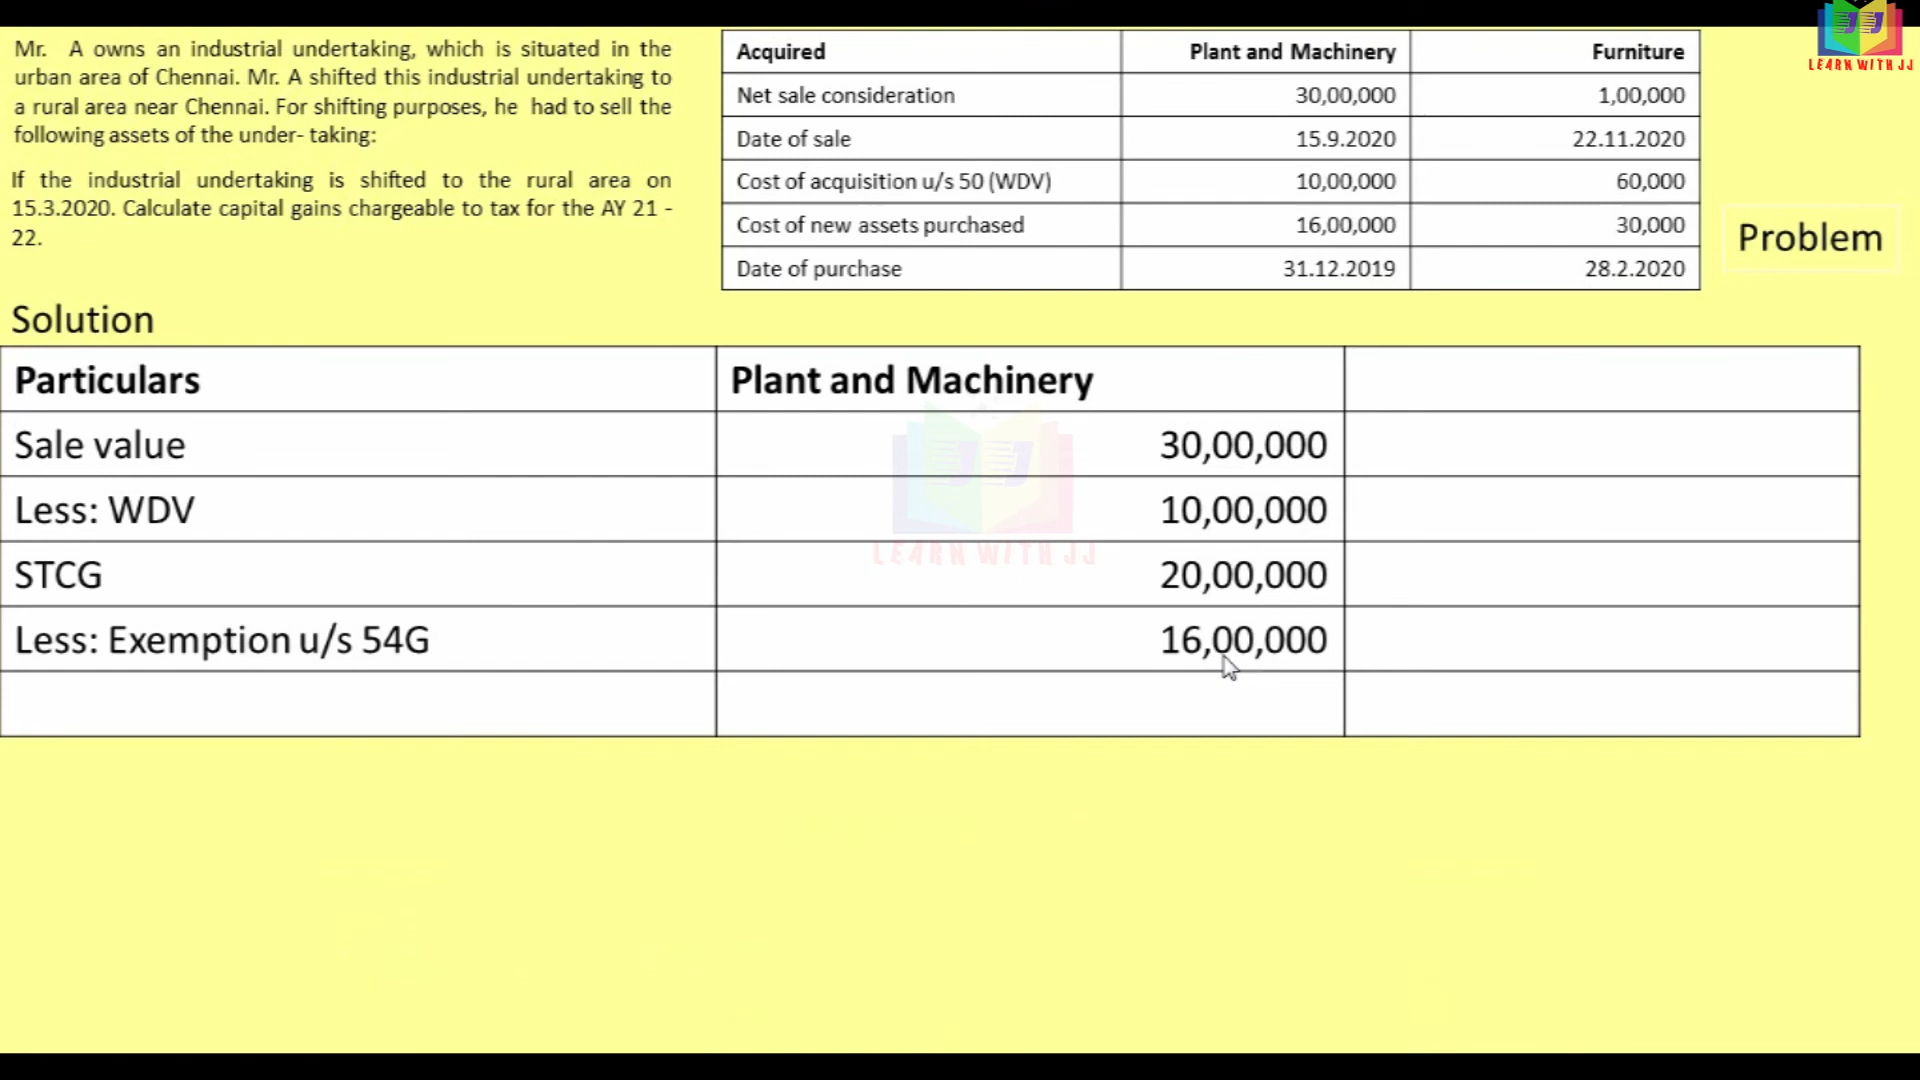 Mr. A owns an industrial undertaking, which is situated in the
urban area of Chennai. Mr. A shifted this industrial undertaking to
a rural area near Chennai. For shifting purposes, he had to sell the
following assets of the under- taking:
If the industrial undertaking is shifted to the rural area on
15.3.2020. Calculate capital gains chargeable to tax for the AY 21 -
22.
Acquired Plant and Machinery Furniture
Net sale consideration 30,00,000 1,00,000
Date of sale 15.9.2020 22.11.2020
Cost of acquisition u/s 50 (WDV) 10,00,000 60,000
Cost of new assets purchased 16,00,000 30,000
Date of purchase 31.12.2019 28.2.2020
JJ
LEARN WITH JJ
Problem
Solution
Particulars Plant and Machinery
Sale value 30,00,000
Less: WDV 10,00,000
STCG 20,00,000
Less: Exemption u/s 54G 16,00,000
JJ
LEARN WITH JJ